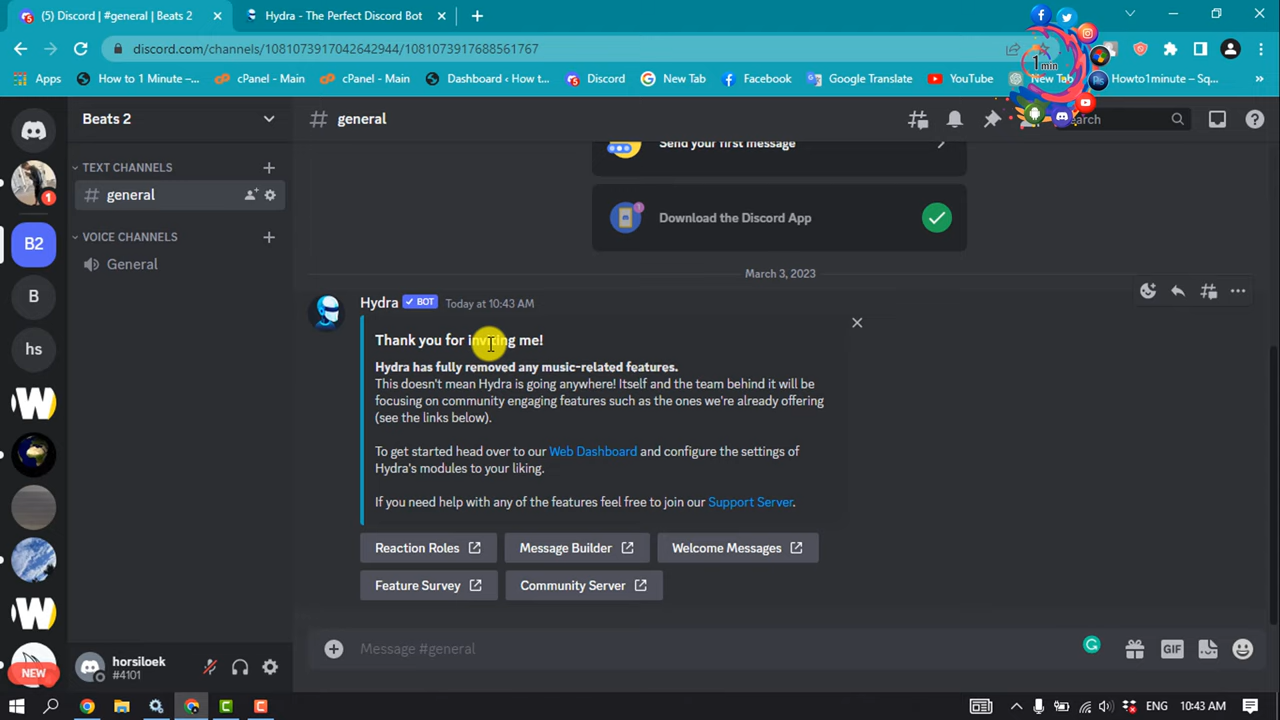 (5) Discord | #general | Beats 2
Hydra - The Perfect Discord Bot
discord.com/channels/1081073917042642944/1081073917688561767
Apps
How to 1 Minute –...
cPanel - Main
cPanel - Main
Dashboard ‹ How t...
Discord
New Tab
Facebook
Google Translate
YouTube
New Tab
Howto1minute – Sq...
»
1min
Beats 2
# general
TEXT CHANNELS
# general
VOICE CHANNELS
General
1
B2
B
hs
NEW
Send your first message
Download the Discord App
March 3, 2023
Hydra ✓ BOT Today at 10:43 AM
Thank you for inviting me!
Hydra has fully removed any music-related features.
This doesn't mean Hydra is going anywhere! Itself and the team behind it will be
focusing on community engaging features such as the ones we're already offering
(see the links below).
To get started head over to our Web Dashboard and configure the settings of
Hydra's modules to your liking.
If you need help with any of the features feel free to join our Support Server.
Reaction Roles
Message Builder
Welcome Messages
Feature Survey
Community Server
Message #general
GIF
horsiloek
#4101
ENG
10:43 AM